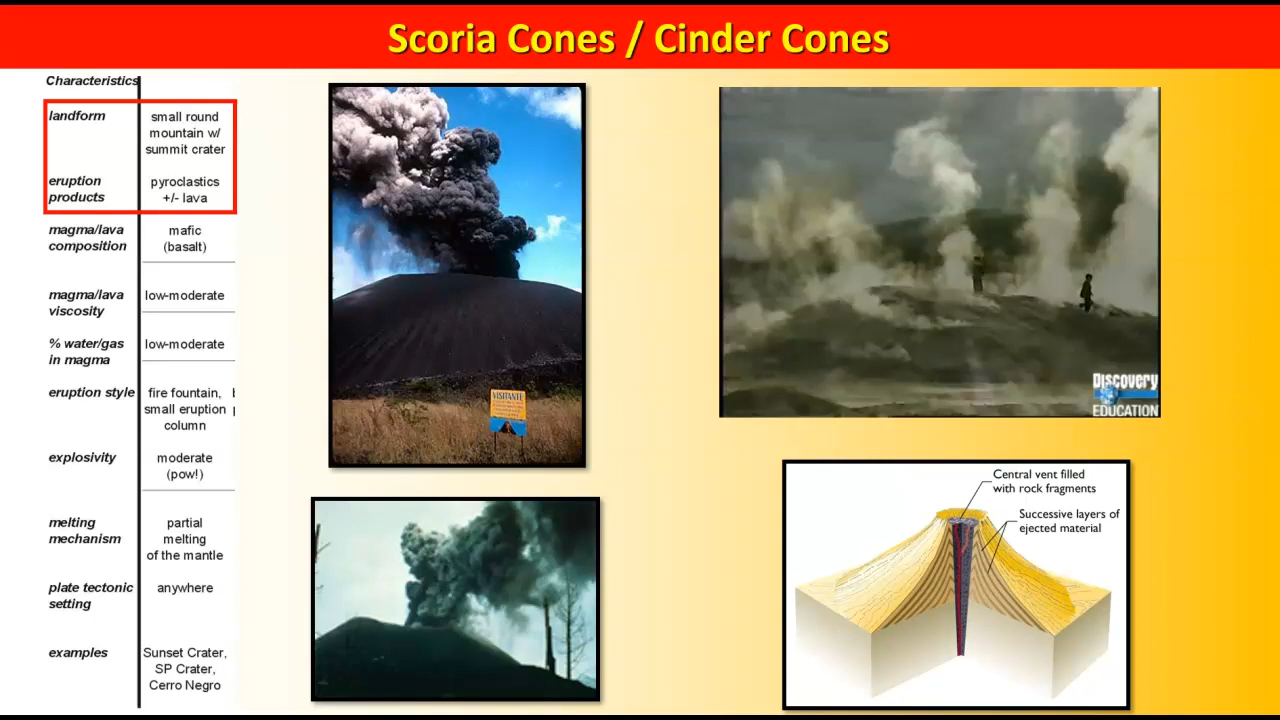 Scoria Cones / Cinder Cones
Characteristics
landform
small round
mountain w/
summit crater
eruption
products
pyroclastics
+/- lava
magma/lava
composition
mafic
(basalt)
magma/lava
viscosity
low-moderate
% water/gas
in magma
low-moderate
eruption style
fire fountain,
small eruption
column
explosivity
moderate
(pow!)
melting
mechanism
partial
melting
of the mantle
plate tectonic
setting
anywhere
examples
Sunset Crater,
SP Crater,
Cerro Negro
VISITANTE
Discovery
EDUCATION
Central vent filled
with rock fragments
Successive layers of
ejected material